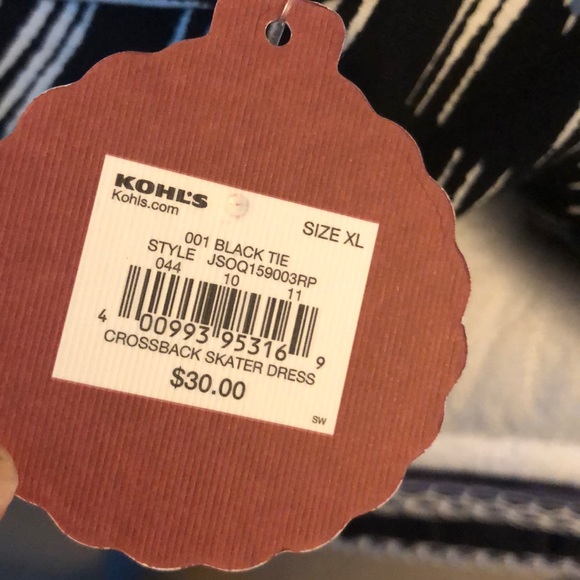 KOHL'S
Kohls.com
SIZE XL
001 BLACK TIE
STYLE JSOQ159003RP
044 10 11
4 00993 95316 9
CROSSBACK SKATER DRESS
$30.00
SW